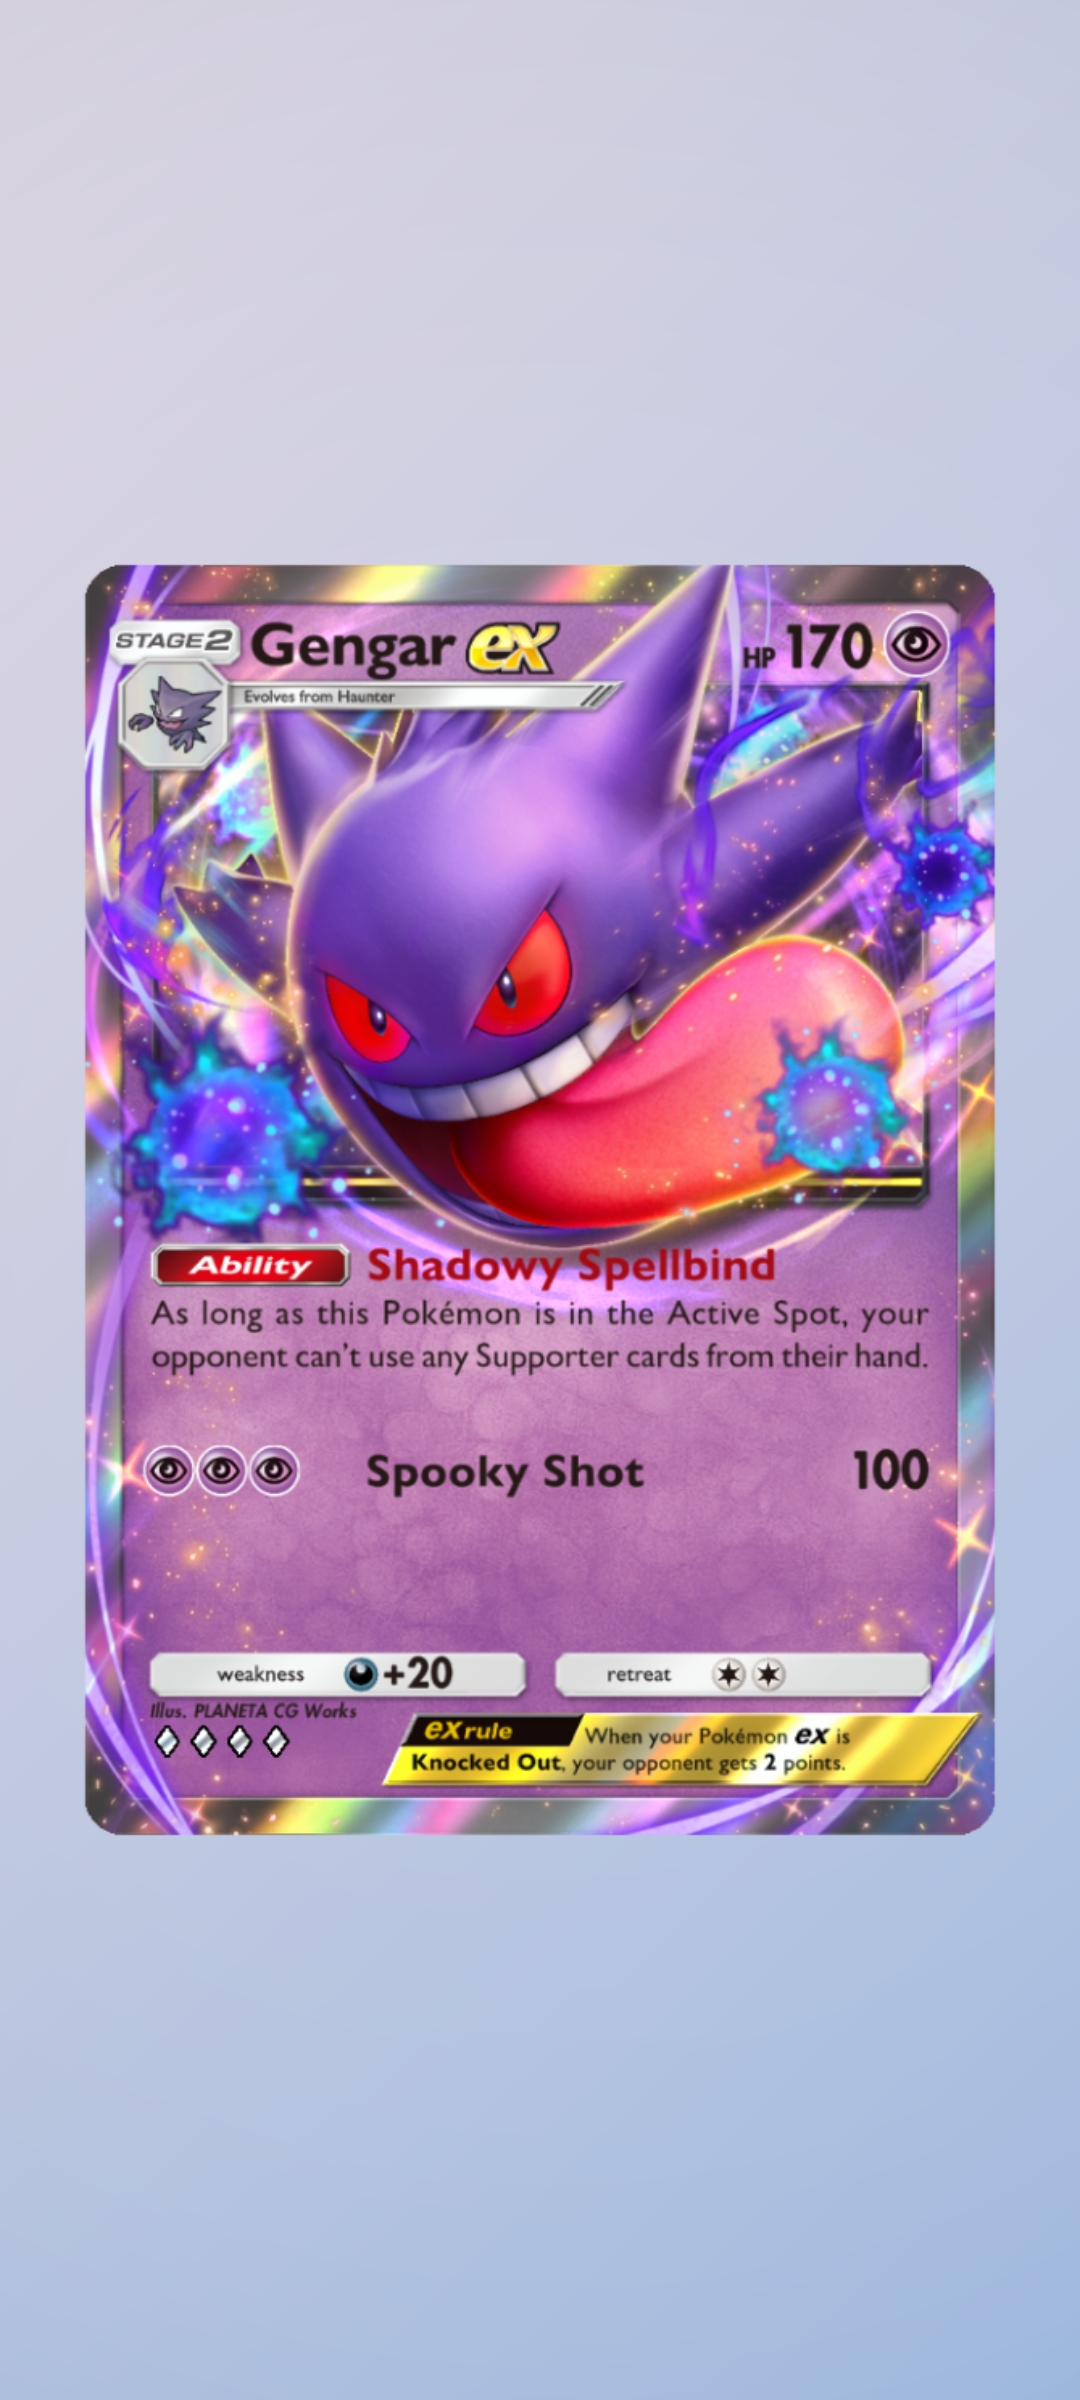 STAGE2 Gengar ex HP 170
Evolves from Haunter
Ability Shadowy Spellbind
As long as this Pokémon is in the Active Spot, your
opponent can't use any Supporter cards from their hand.
Spooky Shot 100
weakness +20 retreat
Illus. PLANETA CG Works
ex rule When your Pokémon ex is
Knocked Out, your opponent gets 2 points.